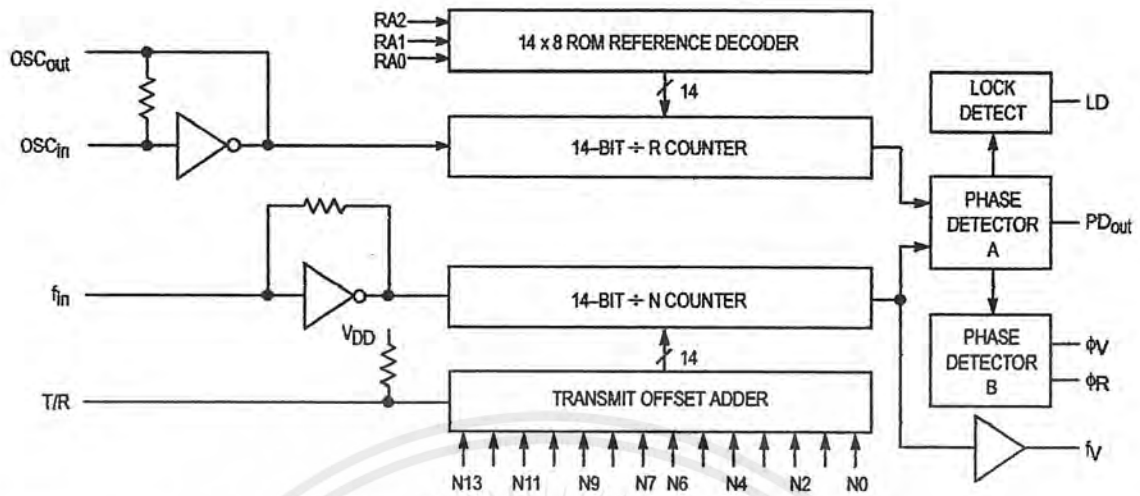 RA2
RA1
RA0
14 x 8 ROM REFERENCE DECODER
OSCout
14
LOCK
DETECT
LD
OSCin
14–BIT ÷ R COUNTER
PHASE
DETECTOR
A
PDout
fin
14–BIT ÷ N COUNTER
VDD
14
PHASE
DETECTOR
B
ϕV
ϕR
T/R
TRANSMIT OFFSET ADDER
fV
N13 N11 N9 N7 N6 N4 N2 N0